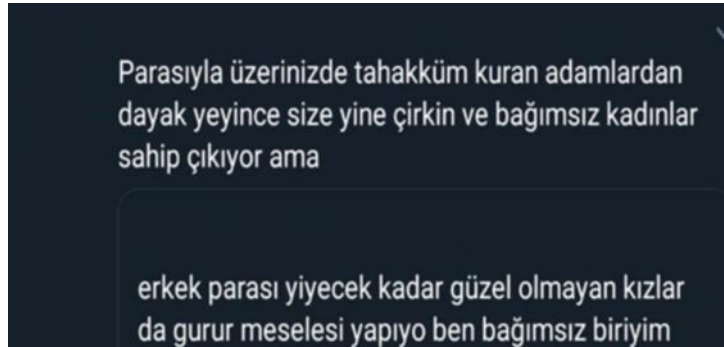 Parasıyla üzerinizde tahakküm kuran adamlardan
dayak yeyince size yine çirkin ve bağımsız kadınlar
sahip çıkıyor ama
erkek parası yiyecek kadar güzel olmayan kızlar
da gurur meselesi yapıyo ben bağımsız biriyim